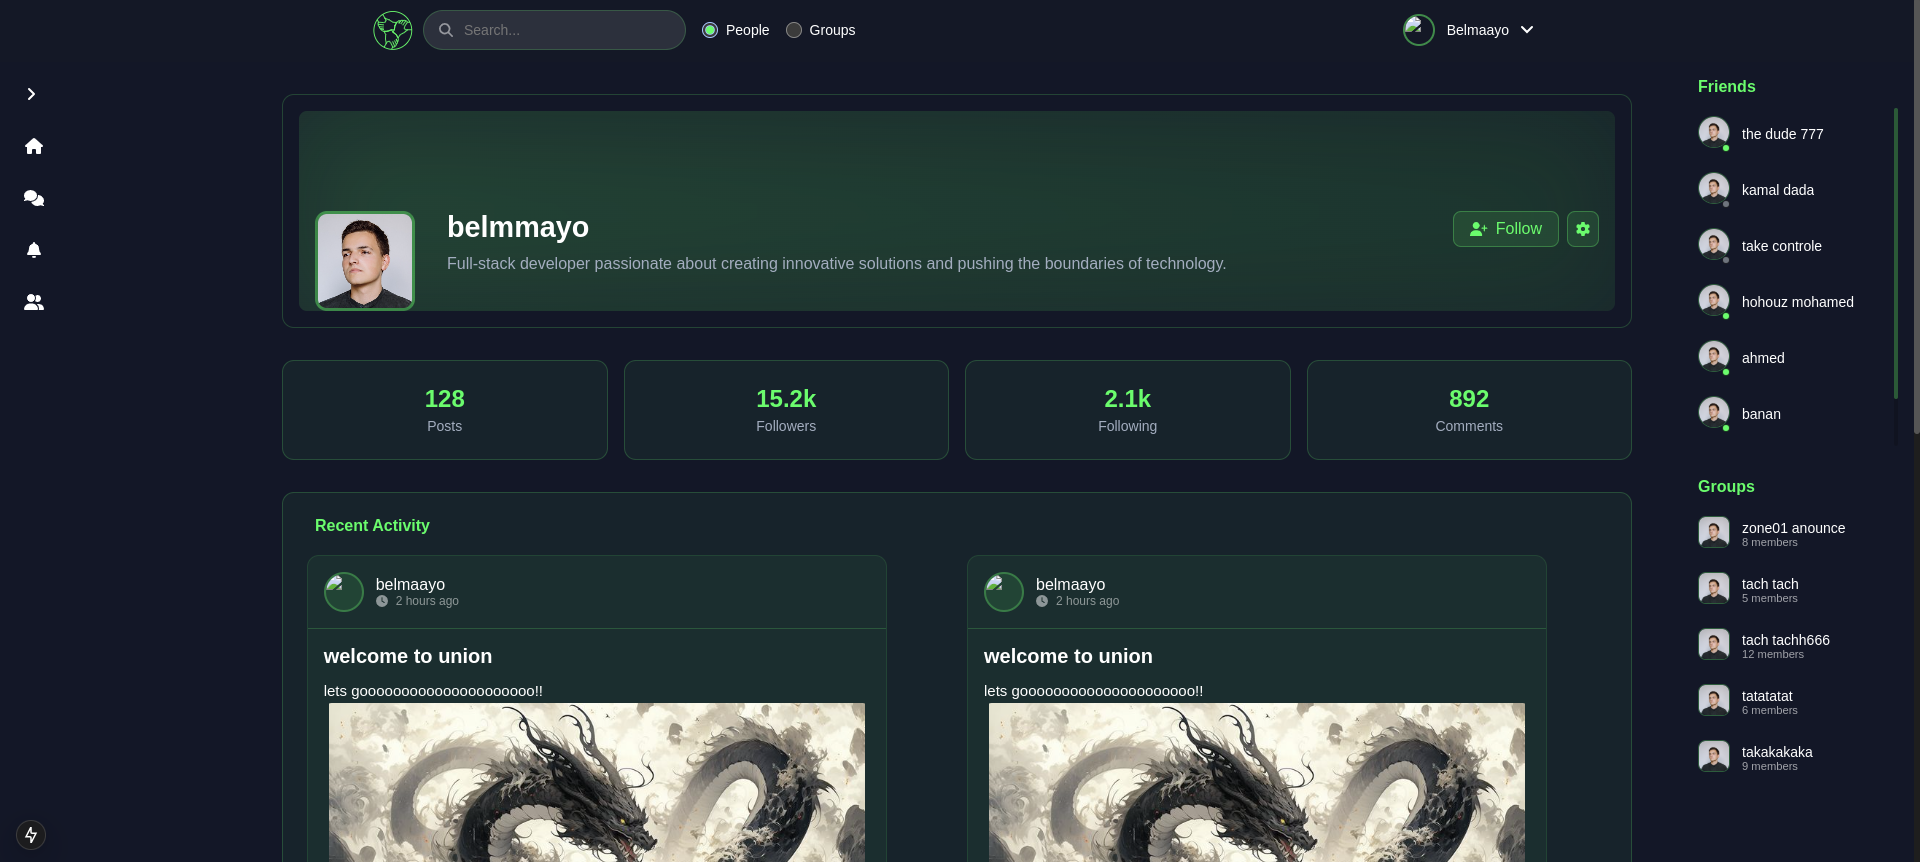 Search...
People
Groups
Belmaayo
belmmayo
Full-stack developer passionate about creating innovative solutions and pushing the boundaries of technology.
Follow
128
Posts
15.2k
Followers
2.1k
Following
892
Comments
Recent Activity
belmaayo
2 hours ago
welcome to union
lets gooooooooooooooooooooo!!
belmaayo
2 hours ago
welcome to union
lets gooooooooooooooooooooo!!
Friends
the dude 777
kamal dada
take controle
hohouz mohamed
ahmed
banan
Groups
zone01 anounce
8 members
tach tach
5 members
tach tachh666
12 members
tatatatat
6 members
takakakaka
9 members